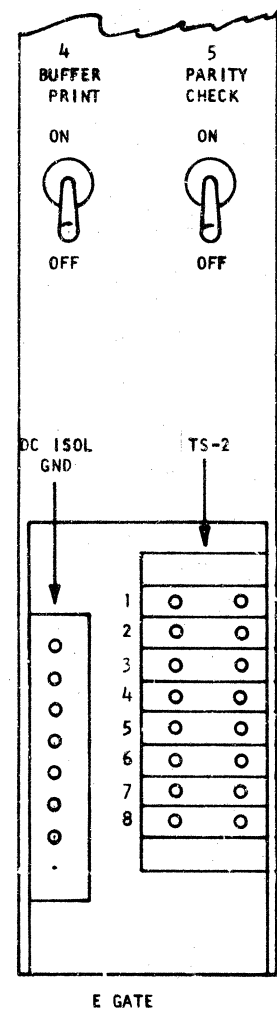 4
BUFFER
PRINT
ON
OFF
5
PARITY
CHECK
ON
OFF
DC ISOL
GND
TS-2
1
2
3
4
5
6
7
8
E GATE